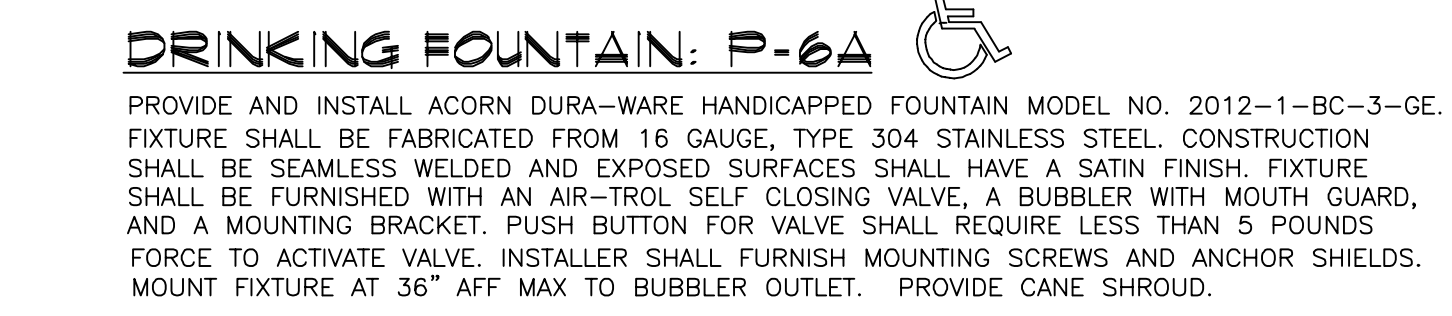 DRINKING FOUNTAIN: P-6A
PROVIDE AND INSTALL ACORN DURA-WARE HANDICAPPED FOUNTAIN MODEL NO. 2012-1-BC-3-GE.
FIXTURE SHALL BE FABRICATED FROM 16 GAUGE, TYPE 304 STAINLESS STEEL. CONSTRUCTION
SHALL BE SEAMLESS WELDED AND EXPOSED SURFACES SHALL HAVE A SATIN FINISH. FIXTURE
SHALL BE FURNISHED WITH AN AIR-TROL SELF CLOSING VALVE, A BUBBLER WITH MOUTH GUARD,
AND A MOUNTING BRACKET. PUSH BUTTON FOR VALVE SHALL REQUIRE LESS THAN 5 POUNDS
FORCE TO ACTIVATE VALVE. INSTALLER SHALL FURNISH MOUNTING SCREWS AND ANCHOR SHIELDS.
MOUNT FIXTURE AT 36" AFF MAX TO BUBBLER OUTLET. PROVIDE CANE SHROUD.